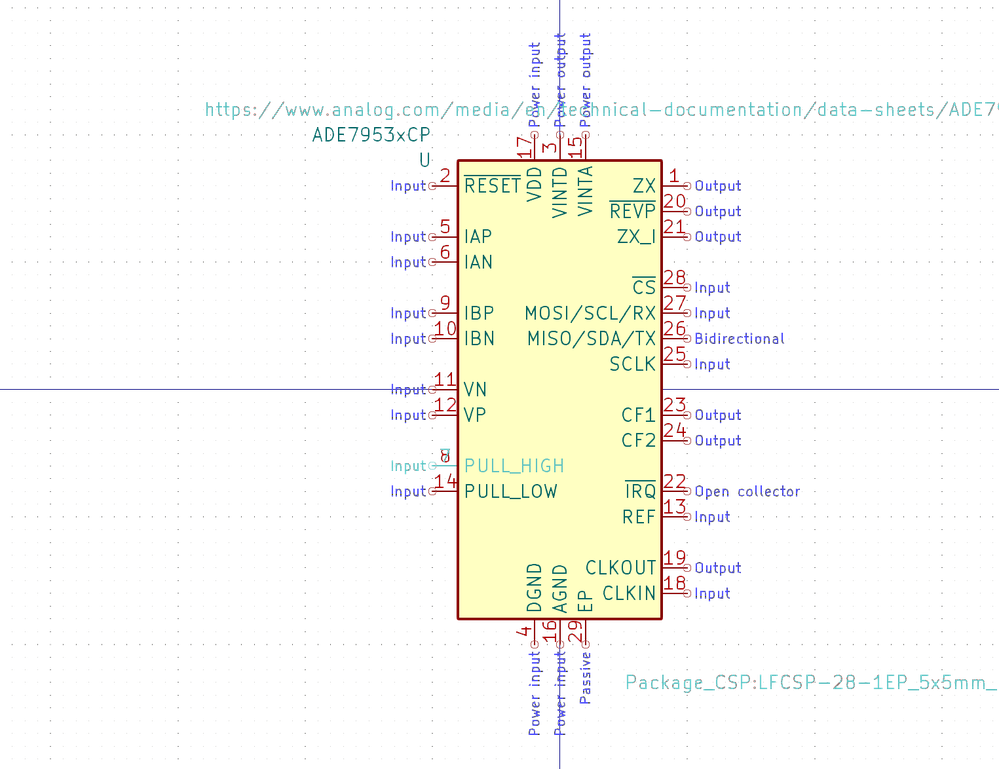 Power input
Power output
Power output
https://www.analog.com/media/en/technical-documentation/data-sheets/ADE79
ADE7953xCP
U
17 3 15
VDD VINTD VINTA
Input 2 RESET
ZX 1 Output
REVP 20 Output
Input 5 IAP
ZX_I 21 Output
Input 6 IAN
CS 28 Input
Input 9 IBP
MOSI/SCL/RX 27 Input
Input 10 IBN
MISO/SDA/TX 26 Bidirectional
SCLK 25 Input
Input 11 VN
Input 12 VP
CF1 23 Output
CF2 24 Output
Input 8 PULL_HIGH
Input 14 PULL_LOW
IRQ 22 Open collector
REF 13 Input
CLKOUT 19 Output
CLKIN 18 Input
DGND AGND EP
4 16 29
Power input
Power input
Passive
Package_CSP:LFCSP-28-1EP_5x5mm_